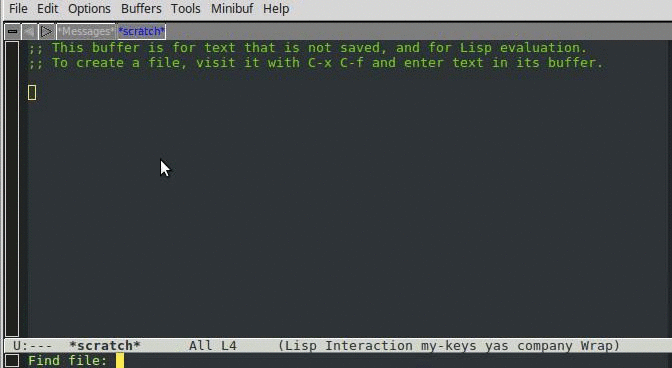 File Edit Options Buffers Tools Minibuf Help
*Messages* *scratch*
;; This buffer is for text that is not saved, and for Lisp evaluation.
;; To create a file, visit it with C-x C-f and enter text in its buffer.
U:--- *scratch* All L4 (Lisp Interaction my-keys yas company Wrap)
Find file: